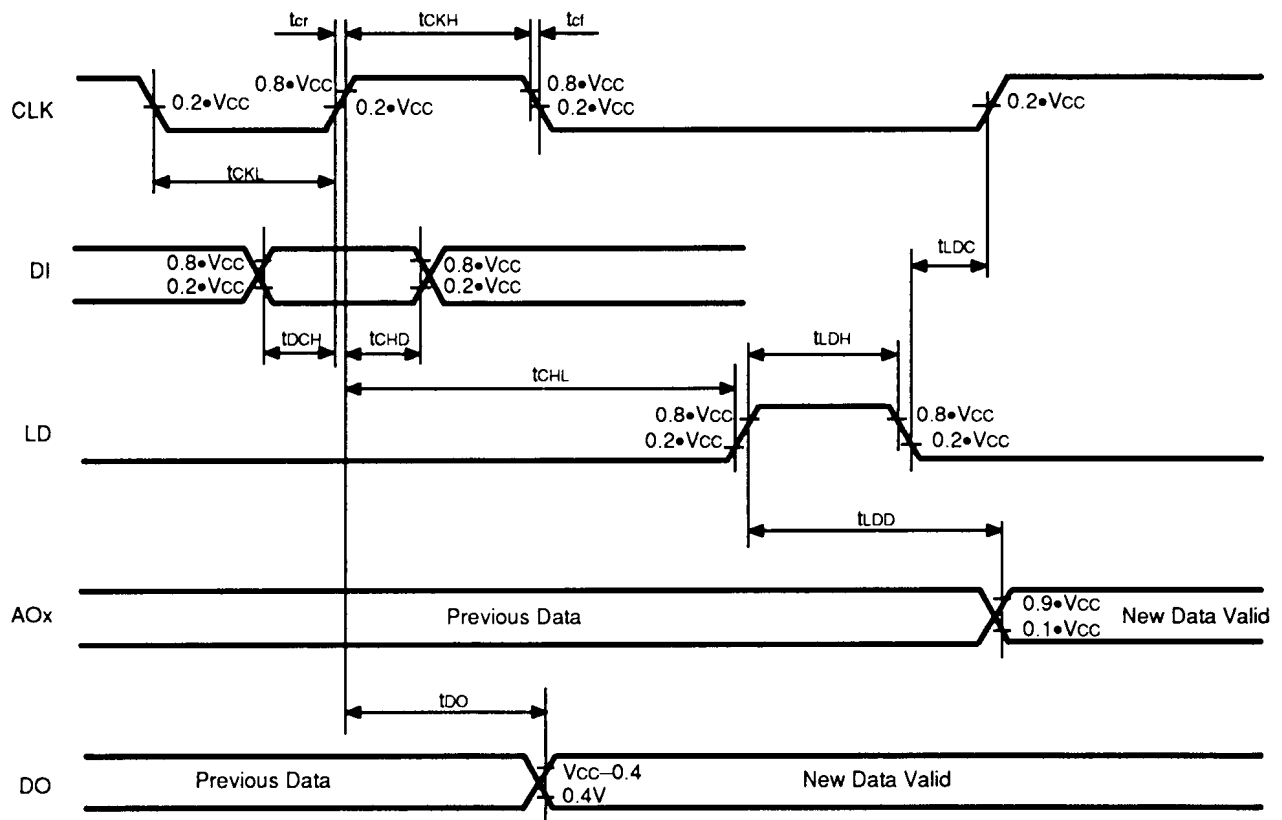 tcr tCKH tcf
0.8•VCC 0.8•VCC
CLK 0.2•VCC 0.2•VCC 0.2•VCC 0.2•VCC
tCKL
tLDC
0.8•VCC 0.8•VCC
DI
0.2•VCC 0.2•VCC
tDCH tCHD tLDH
tCHL
0.8•VCC 0.8•VCC
LD
0.2•VCC 0.2•VCC
tLDD
0.9•VCC
AOx Previous Data New Data Valid
0.1•VCC
tDO
VCC–0.4
DO Previous Data New Data Valid
0.4V